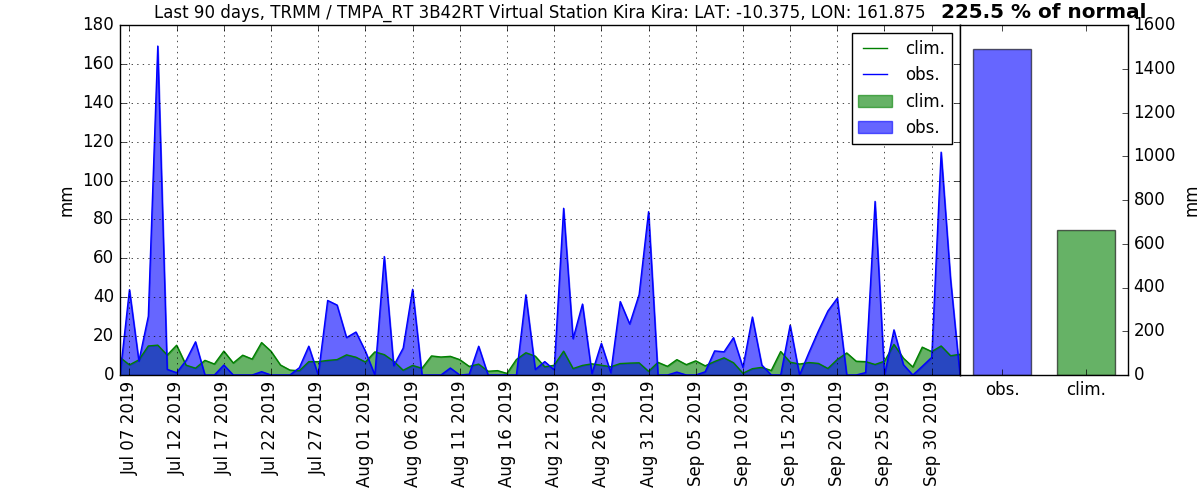 Last 90 days, TRMM / TMPA_RT 3B42RT Virtual Station Kira Kira: LAT: -10.375, LON: 161.875 225.5 % of normal
180
160
140
120
100
80
60
40
20
0
mm
clim.
obs.
clim.
obs.
1600
1400
1200
1000
800
600
400
200
0
mm
obs. clim.
Jul 07 2019
Jul 12 2019
Jul 17 2019
Jul 22 2019
Jul 27 2019
Aug 01 2019
Aug 06 2019
Aug 11 2019
Aug 16 2019
Aug 21 2019
Aug 26 2019
Aug 31 2019
Sep 05 2019
Sep 10 2019
Sep 15 2019
Sep 20 2019
Sep 25 2019
Sep 30 2019